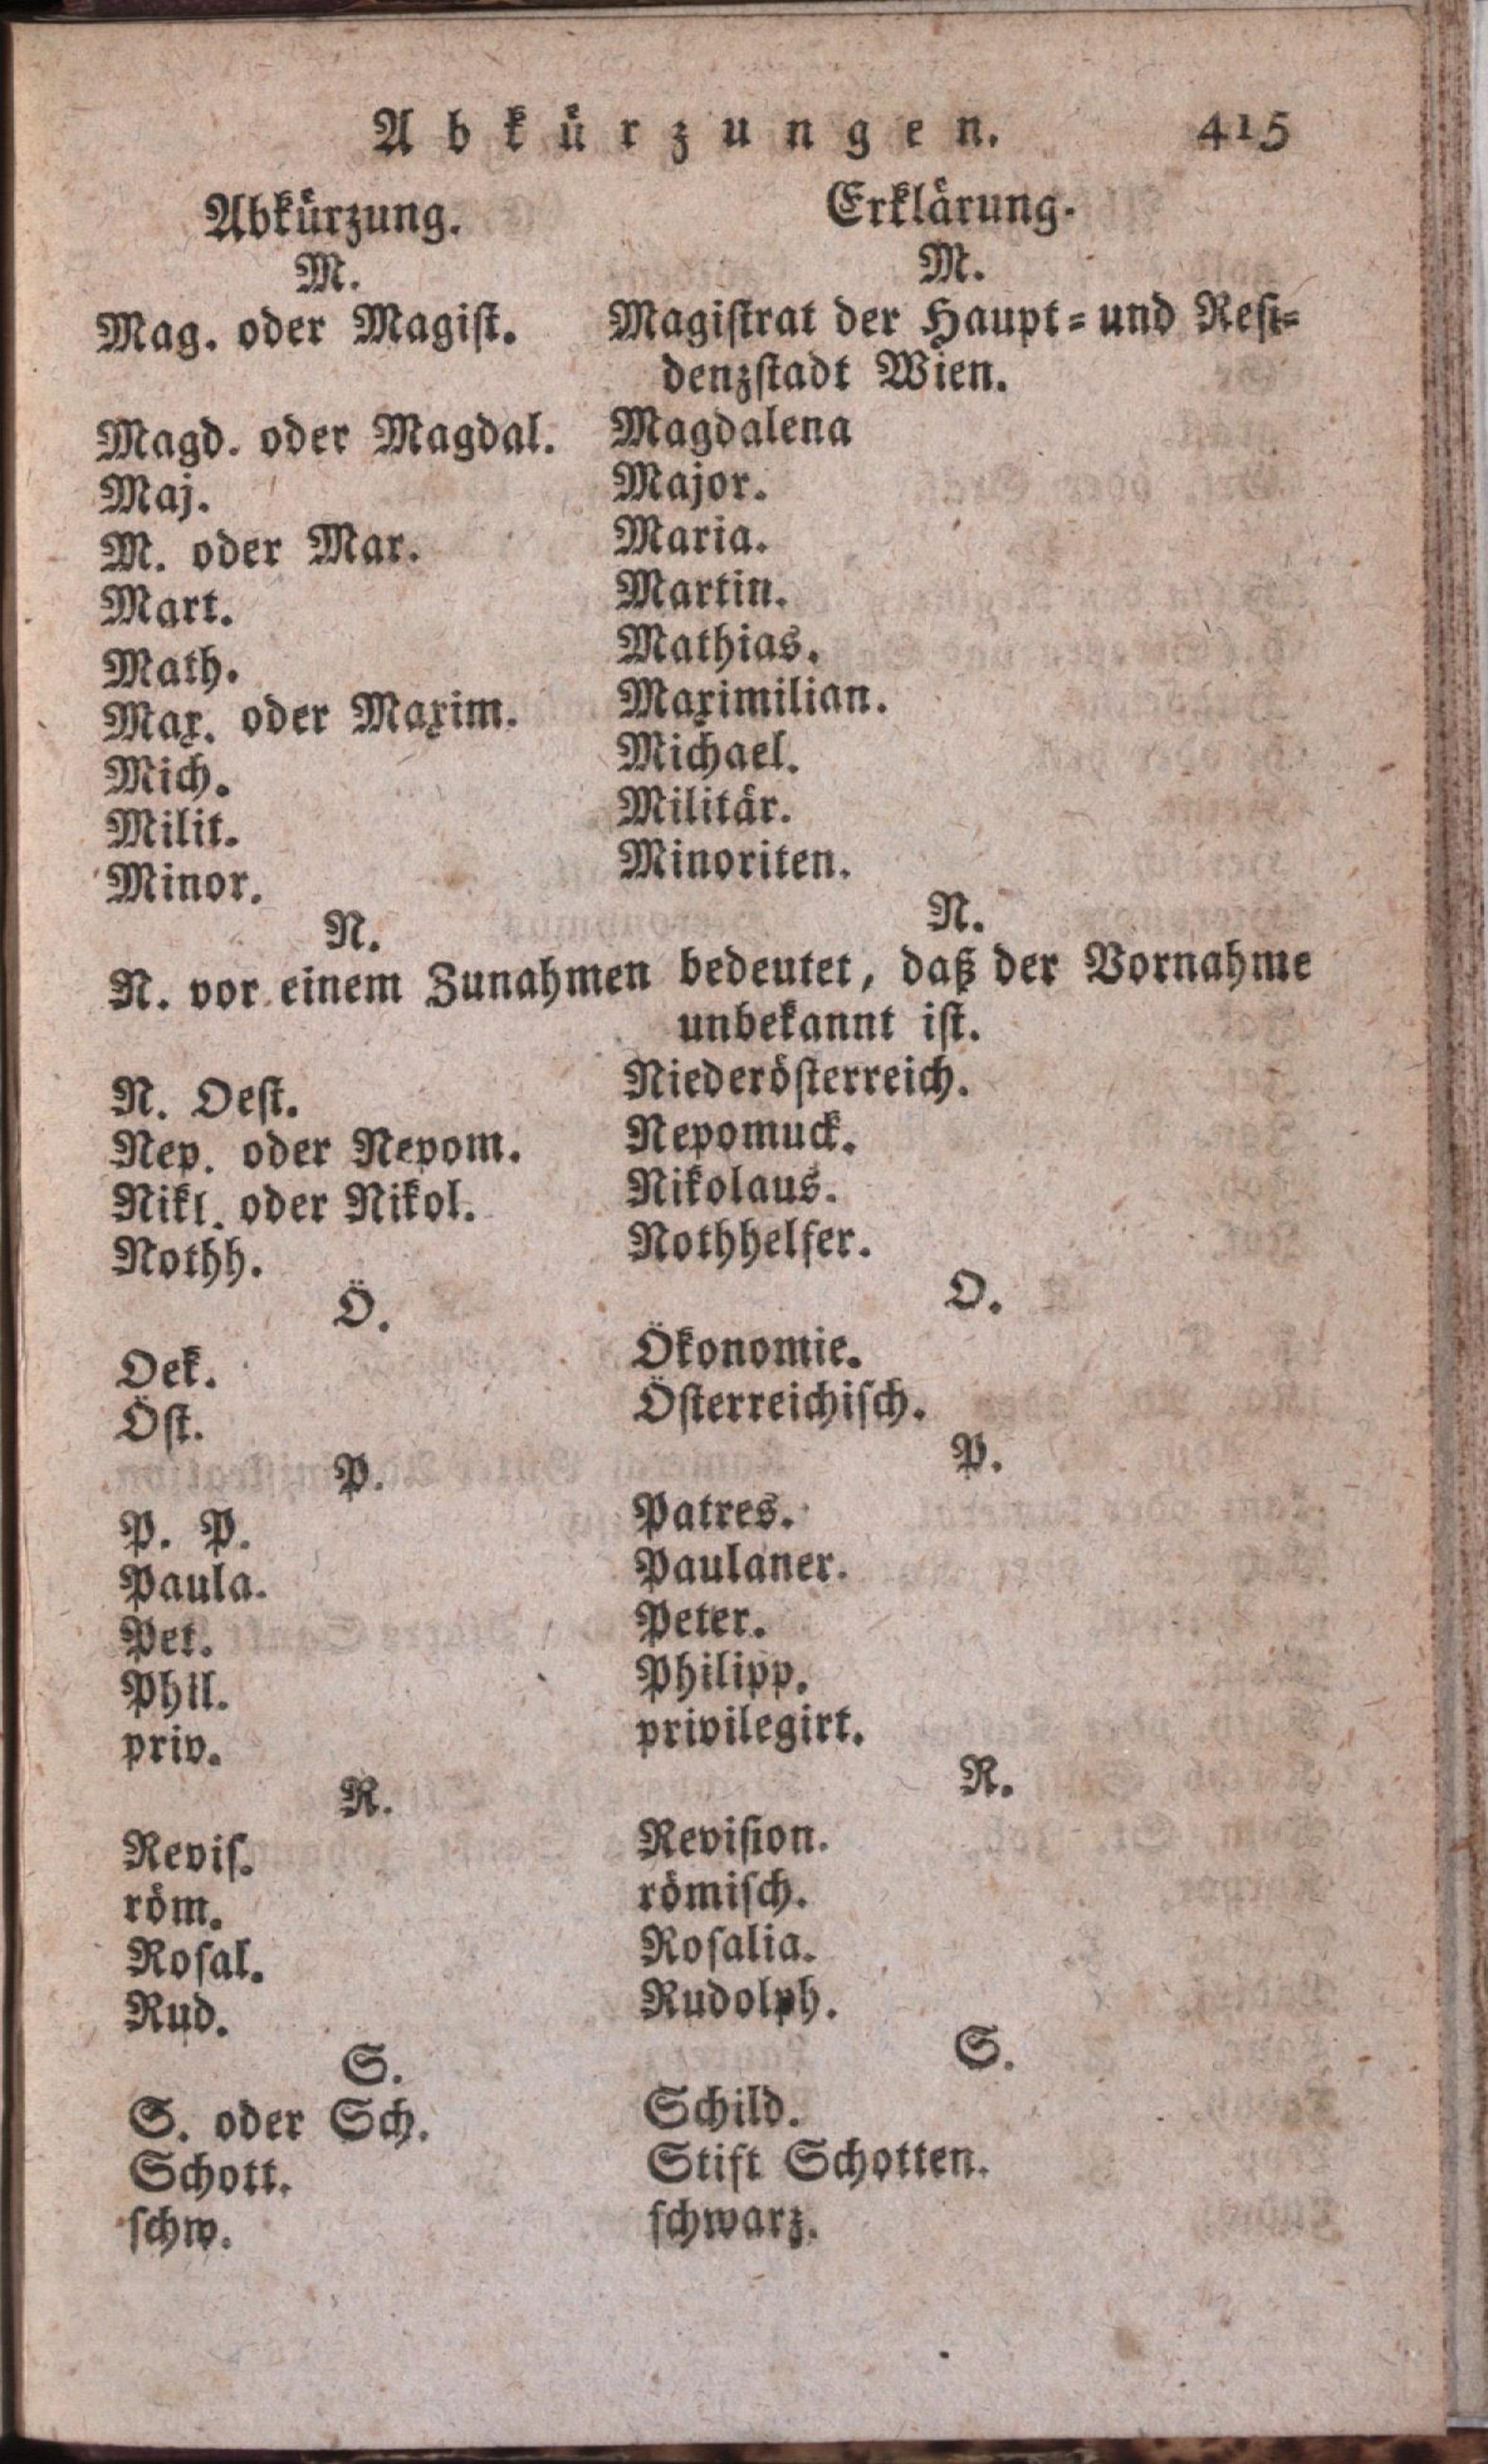 Abkürzungen. 415
Abkürzung. Erklärung.
M. M.
Mag. oder Magist. Magistrat der Haupt- und Resi-
denzstadt Wien.
Magd. oder Magdal. Magdalena
Maj. Major.
M. oder Mar. Maria.
Mart. Martin.
Math. Mathias.
Max. oder Maxim. Maximilian.
Mich. Michael.
Milit. Militär.
Minor. Minoriten.
N. N.
N. vor einem Zunahmen bedeutet, daß der Vornahme
unbekannt ist.
N. Oest. Niederösterreich.
Nep. oder Nepom. Nepomuck.
Nikl. oder Nikol. Nikolaus.
Nothh. Nothhelfer.
Ö. O.
Oek. Ökonomie.
Öst. Österreichisch.
P. P.
P. P. Patres.
Paula. Paulaner.
Pet. Peter.
Phil. Philipp.
priv. privilegirt.
R. R.
Revis. Revision.
röm. römisch.
Rosal. Rosalia.
Rud. Rudolph.
S. S.
S. oder Sch. Schild.
Schott. Stift Schotten.
schw. schwarz.